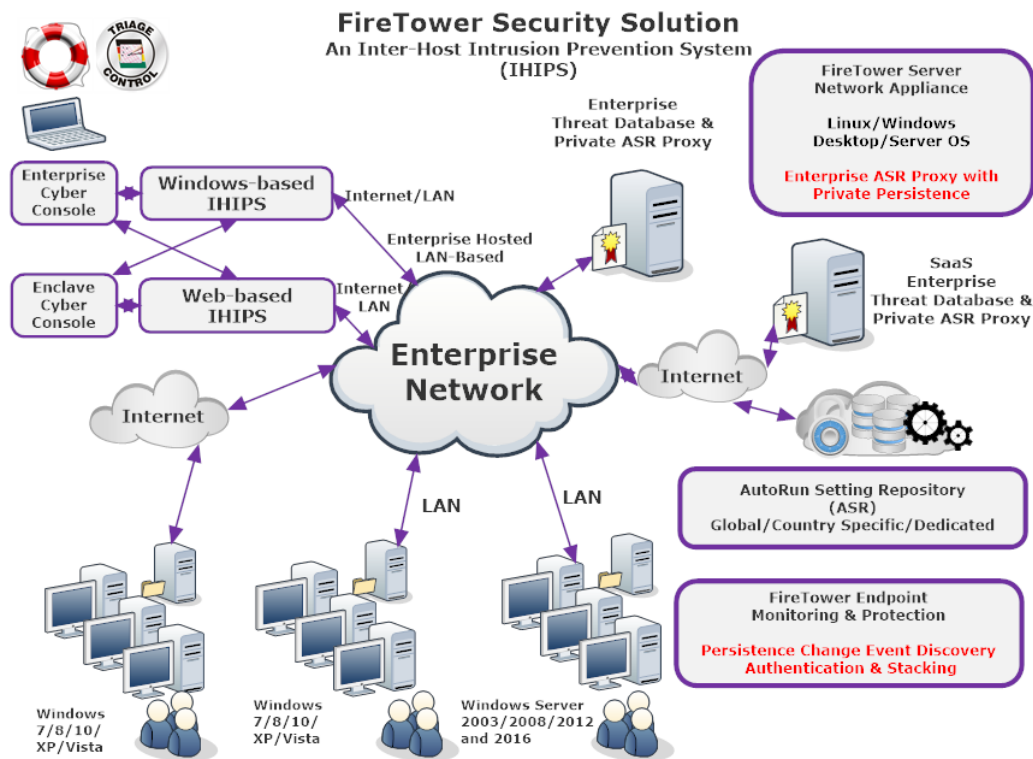 FireTower Security Solution
An Inter-Host Intrusion Prevention System
(IHIPS)
TRIAGE
CONTROL
Enterprise
Threat Database &
Private ASR Proxy
FireTower Server
Network Appliance
Linux/Windows
Desktop/Server OS
Enterprise ASR Proxy with
Private Persistence
Enterprise
Cyber
Console
Windows-based
IHIPS
Internet/LAN
Enterprise Hosted
LAN-Based
Enclave
Cyber
Console
Web-based
IHIPS
Internet
LAN
SaaS
Enterprise
Threat Database &
Private ASR Proxy
Enterprise
Network
Internet
Internet
AutoRun Setting Repository
(ASR)
Global/Country Specific/Dedicated
LAN
LAN
FireTower Endpoint
Monitoring & Protection
Persistence Change Event Discovery
Authentication & Stacking
Windows
7/8/10/
XP/Vista
Windows
7/8/10/
XP/Vista
Windows Server
2003/2008/2012
and 2016